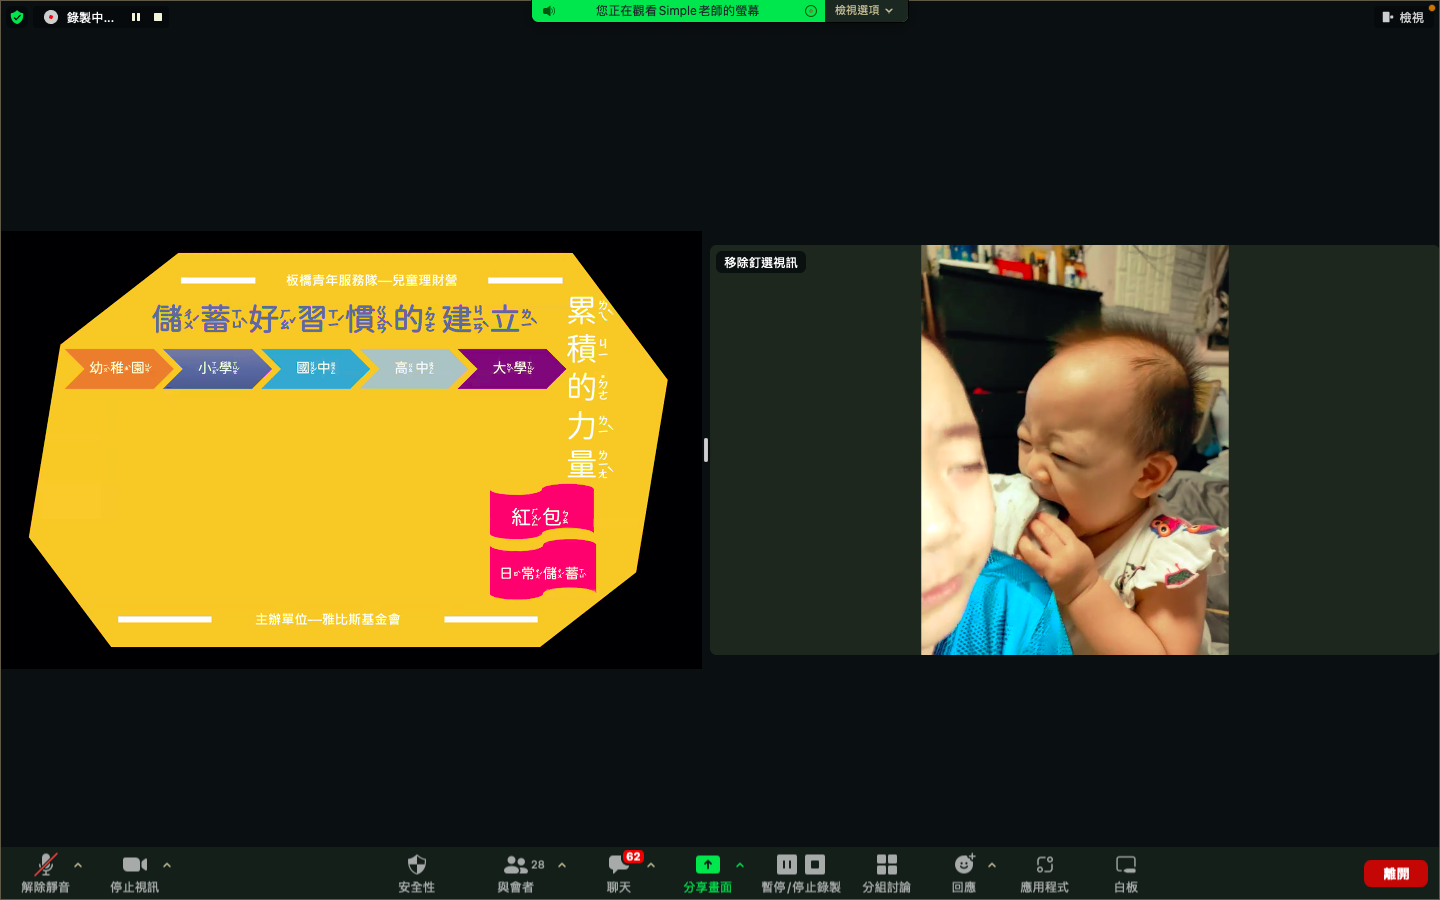 錄製中...
您正在觀看Simple老師的螢幕
檢視選項
檢視
板橋青年服務隊—兒童理財營
儲蓄好習慣的建立
幼稚園
小學
國中
高中
大學
累積的力量
紅包
日常儲蓄
主辦單位—雅比斯基金會
移除釘選視訊
解除靜音
停止視訊
安全性
28
與會者
62
聊天
分享畫面
暫停/停止錄製
分組討論
回應
應用程式
白板
離開